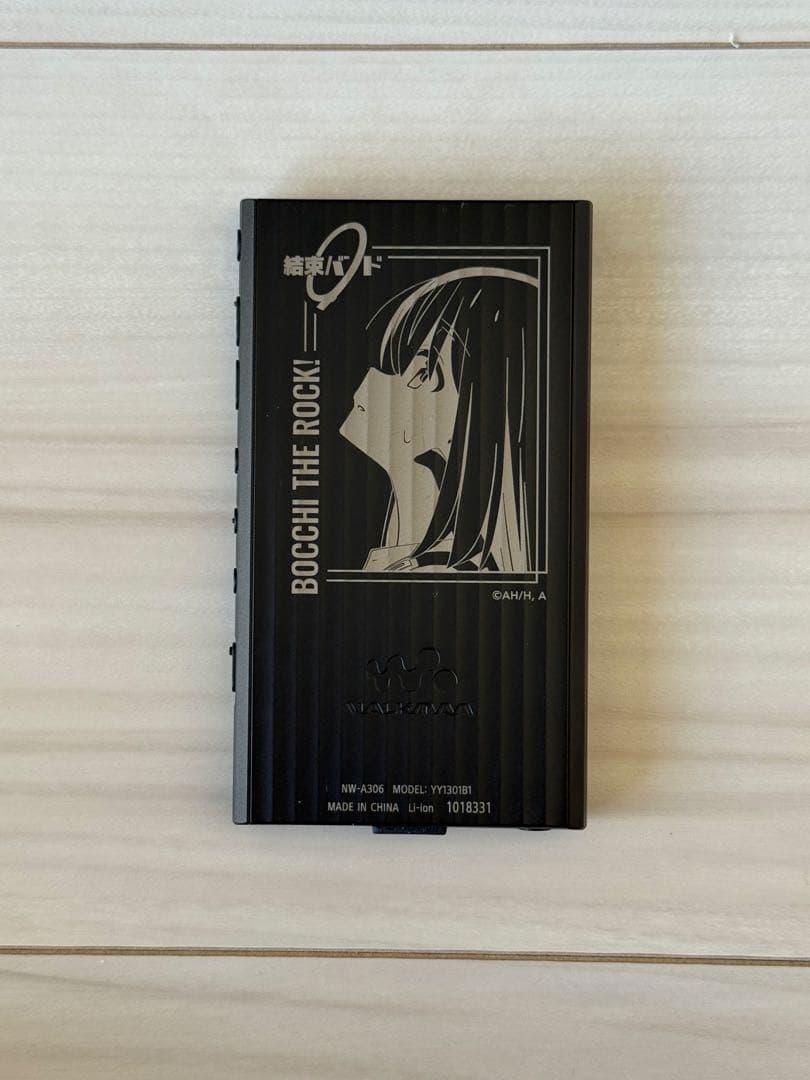 結束バンド
BOCCHI THE ROCK!
©AH/H, A
WALKMAN
NW-A306 MODEL: YY1301B1
MADE IN CHINA Li-ion 1018331